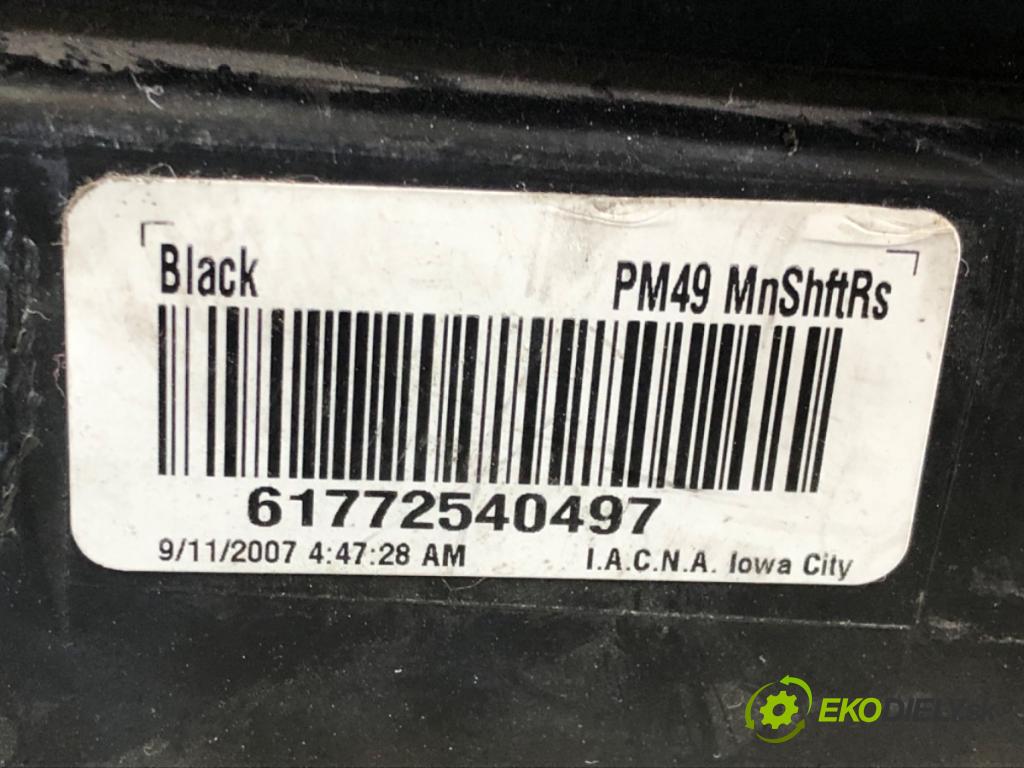 Black PM49 MnShftRs
61772540497
9/11/2007 4:47:28 AM I.A.C.N.A. Iowa City
EKODIELY.sk